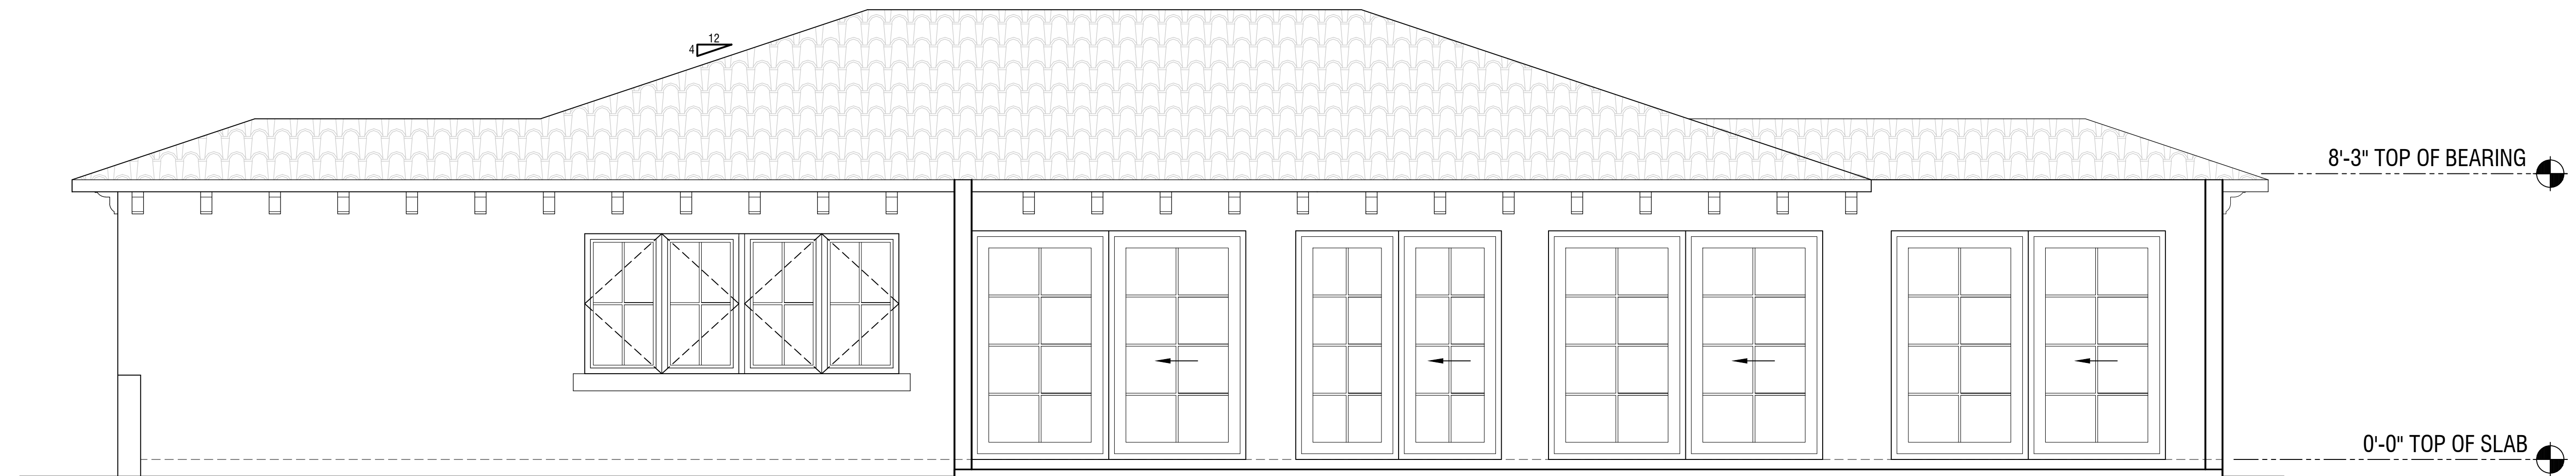 12
4
8'-3" TOP OF BEARING
0'-0" TOP OF SLAB